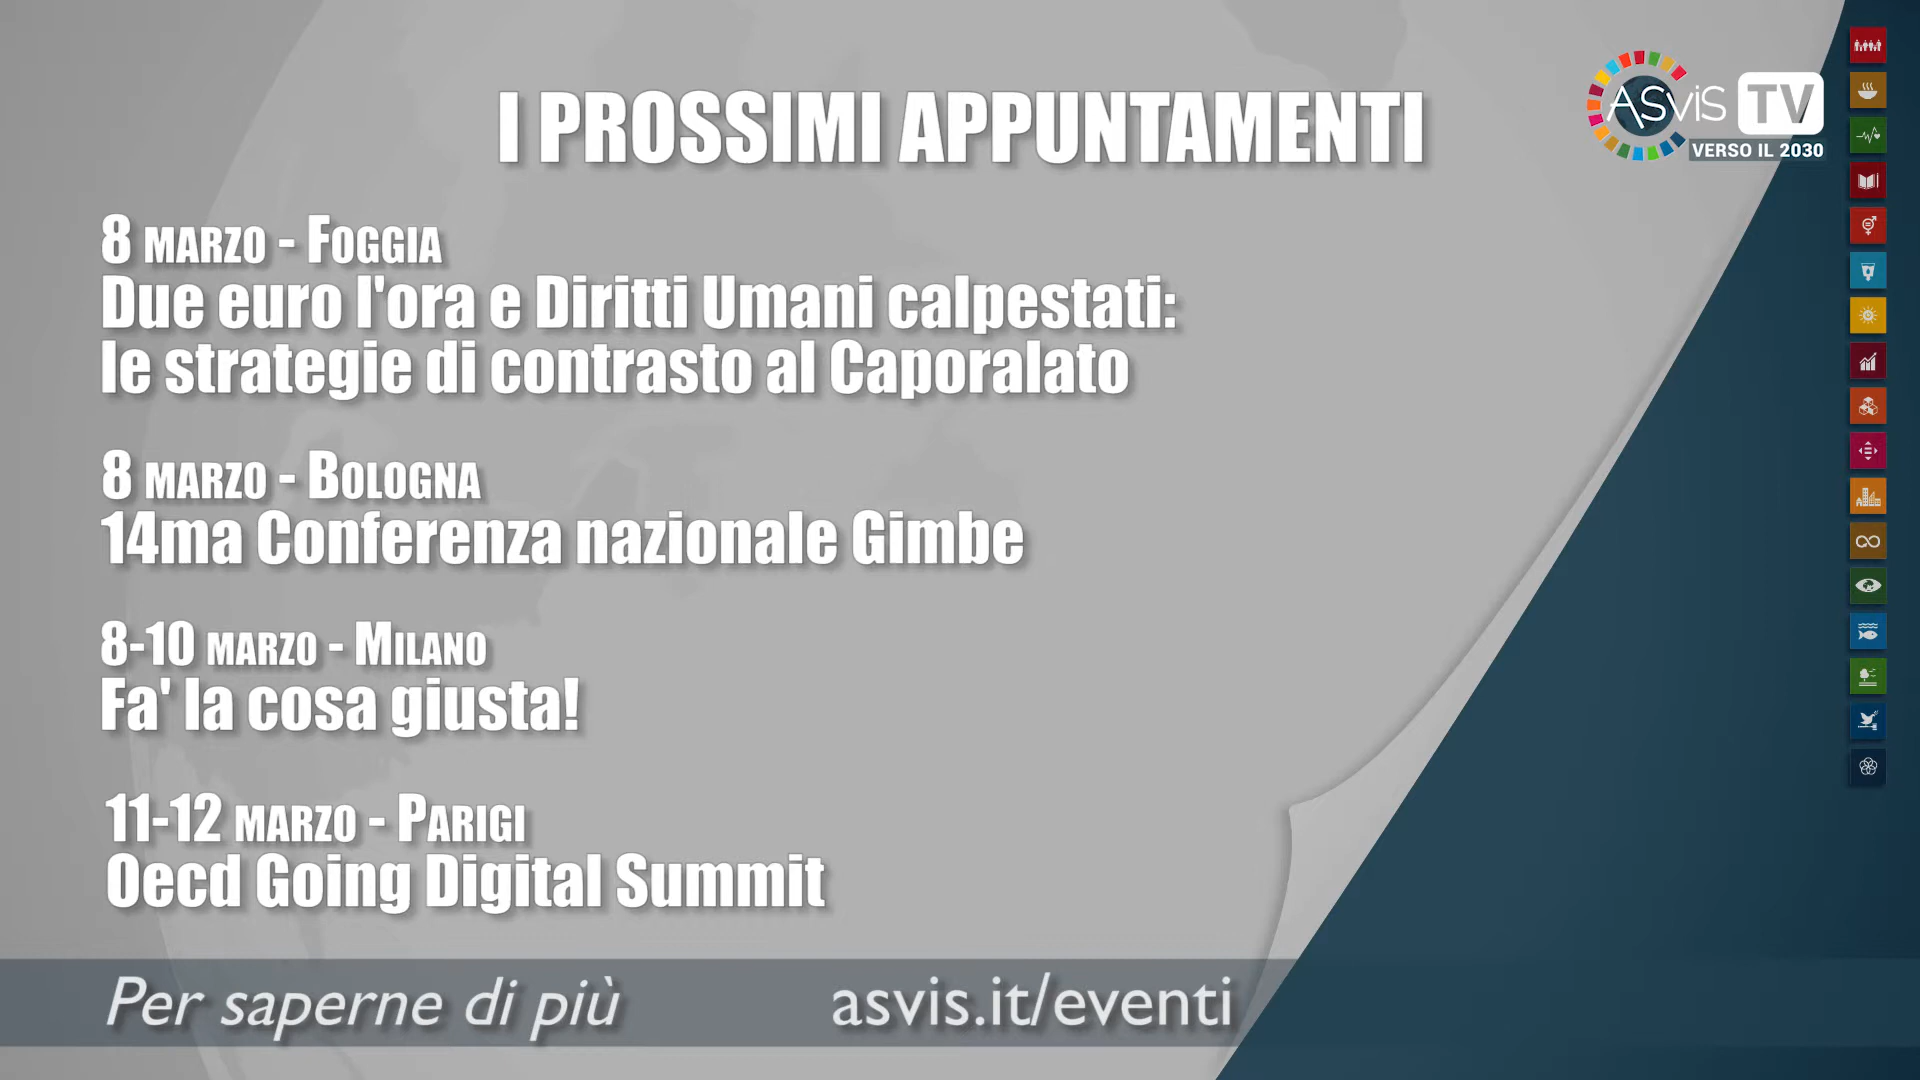 I PROSSIMI APPUNTAMENTI
ASviS TV
VERSO IL 2030
8 MARZO - FOGGIA
Due euro l'ora e Diritti Umani calpestati:
le strategie di contrasto al Caporalato
8 MARZO - BOLOGNA
14ma Conferenza nazionale Gimbe
8-10 MARZO - MILANO
Fa' la cosa giusta!
11-12 MARZO - PARIGI
Oecd Going Digital Summit
Per saperne di più asvis.it/eventi